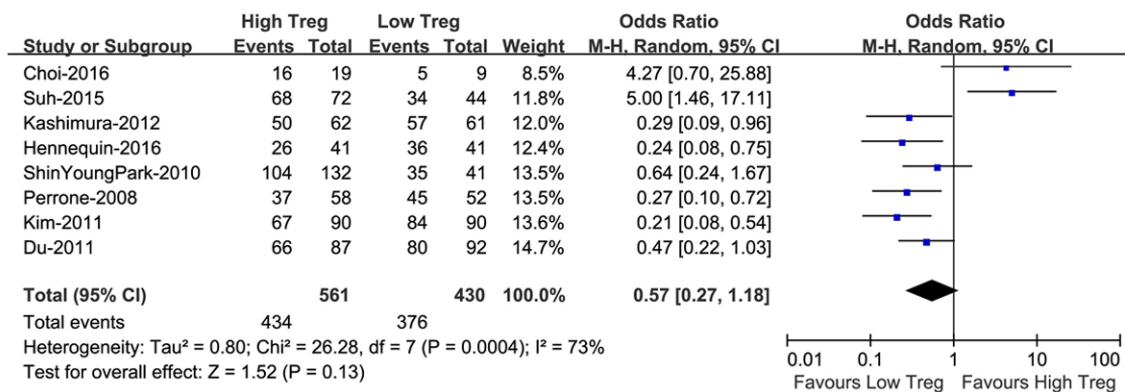 High Treg Low Treg Odds Ratio Odds Ratio
Study or Subgroup Events Total Events Total Weight M-H, Random, 95% CI M-H, Random, 95% CI
Choi-2016 16 19 5 9 8.5% 4.27 [0.70, 25.88]
Suh-2015 68 72 34 44 11.8% 5.00 [1.46, 17.11]
Kashimura-2012 50 62 57 61 12.0% 0.29 [0.09, 0.96]
Hennequin-2016 26 41 36 41 12.4% 0.24 [0.08, 0.75]
ShinYoungPark-2010 104 132 35 41 13.5% 0.64 [0.24, 1.67]
Perrone-2008 37 58 45 52 13.5% 0.27 [0.10, 0.72]
Kim-2011 67 90 84 90 13.6% 0.21 [0.08, 0.54]
Du-2011 66 87 80 92 14.7% 0.47 [0.22, 1.03]
Total (95% CI) 561 430 100.0% 0.57 [0.27, 1.18]
Total events 434 376
Heterogeneity: Tau² = 0.80; Chi² = 26.28, df = 7 (P = 0.0004); I² = 73%
Test for overall effect: Z = 1.52 (P = 0.13)
0.01 0.1 1 10 100
Favours Low Treg Favours High Treg